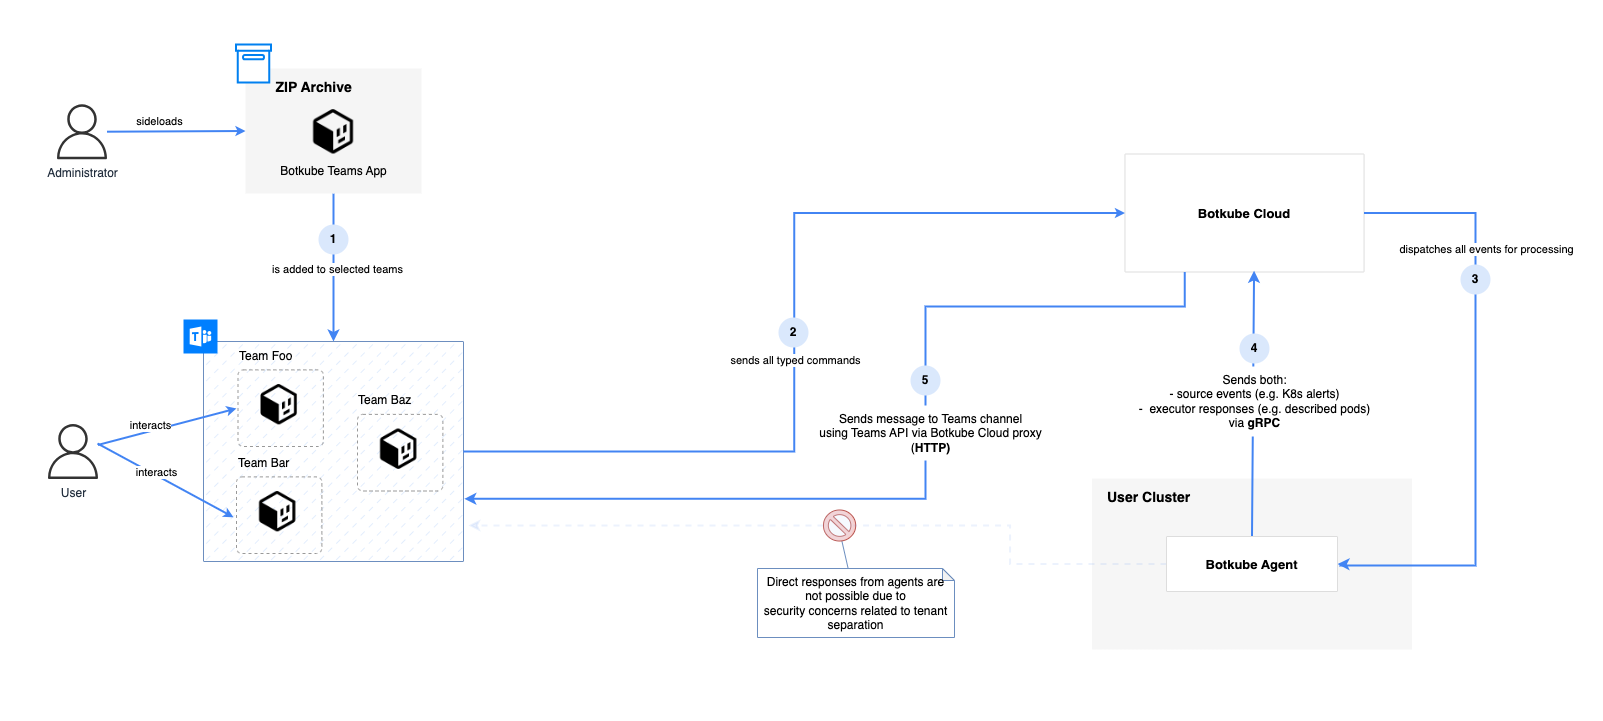 ZIP Archive
Botkube Teams App
sideloads
Administrator
1
is added to selected teams
T
Team Foo
Team Baz
Team Bar
interacts
interacts
User
2
sends all typed commands
Botkube Cloud
dispatches all events for processing
3
4
Sends both:
- source events (e.g. K8s alerts)
- executor responses (e.g. described pods)
via gRPC
5
Sends message to Teams channel
using Teams API via Botkube Cloud proxy
(HTTP)
User Cluster
Botkube Agent
Direct responses from agents are
not possible due to
security concerns related to tenant
separation